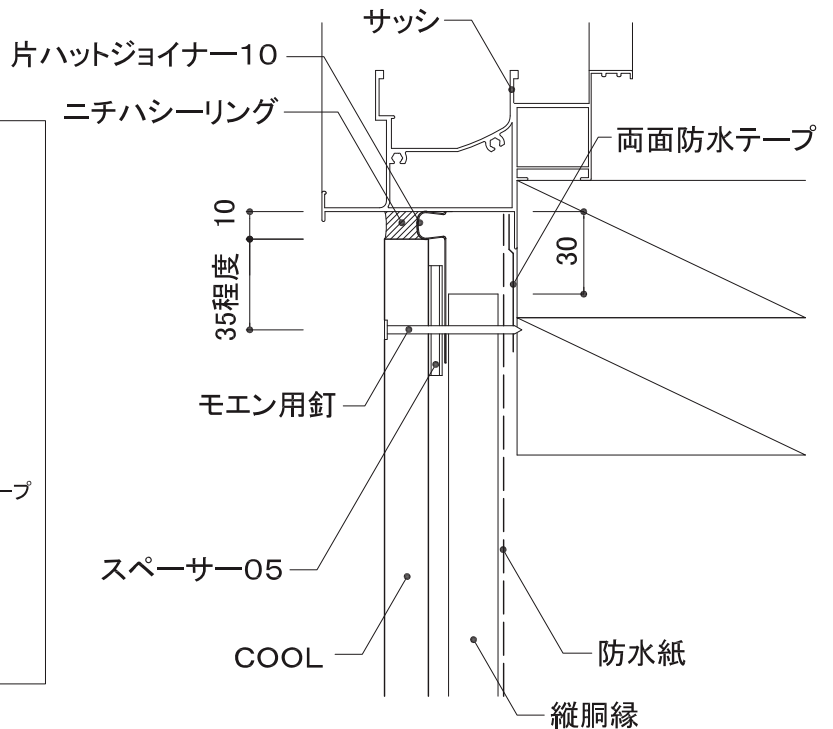 サッシ
片ハットジョイナー10
ニチハシーリング
両面防水テープ
10
30
35程度
モエン用釘
ープ
スペーサー05
COOL
防水紙
縦胴縁